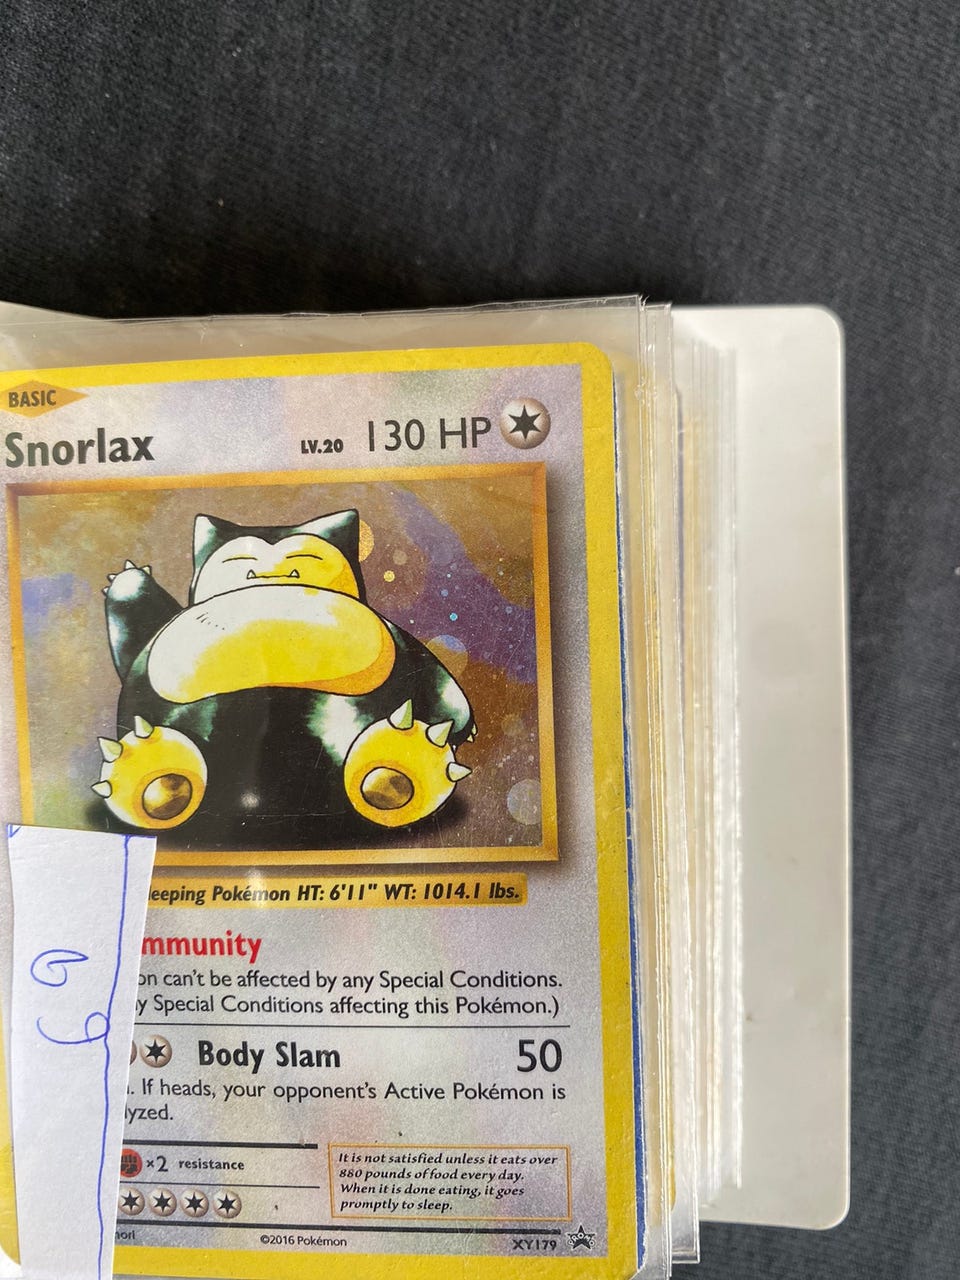 BASIC
Snorlax LV.20 130 HP
leeping Pokémon HT: 6'11" WT: 1014.1 lbs.
mmunity
on can't be affected by any Special Conditions.
y Special Conditions affecting this Pokémon.)
Body Slam 50
. If heads, your opponent's Active Pokémon is
lyzed.
×2 resistance
It is not satisfied unless it eats over
880 pounds of food every day.
When it is done eating, it goes
promptly to sleep.
©2016 Pokémon
XY179
PROMO